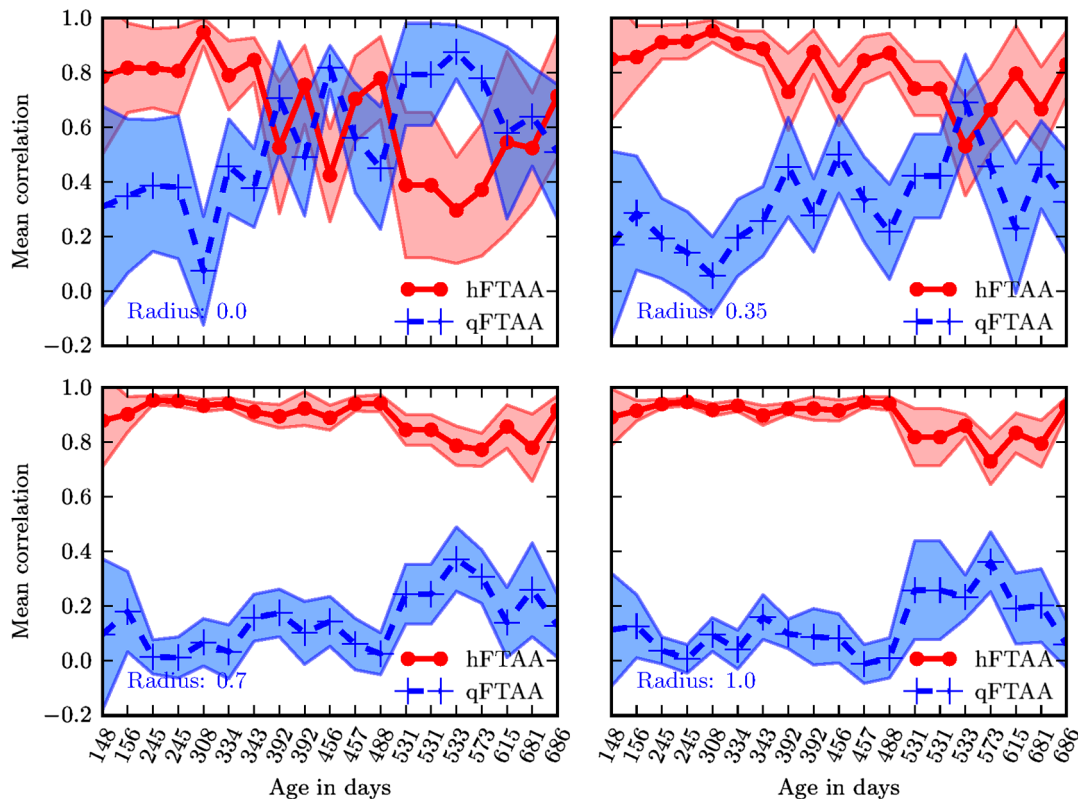 1.0
0.8
0.6
0.4
0.2
0.0
−0.2
Mean correlation
Radius: 0.0
hFTAA
qFTAA
Radius: 0.35
hFTAA
qFTAA
1.0
0.8
0.6
0.4
0.2
0.0
−0.2
Mean correlation
Radius: 0.7
hFTAA
qFTAA
Radius: 1.0
hFTAA
qFTAA
148 156 245 245 308 334 343 392 392 456 457 488 531 531 533 573 615 681 686
148 156 245 245 308 334 343 392 392 456 457 488 531 531 533 573 615 681 686
Age in days
Age in days